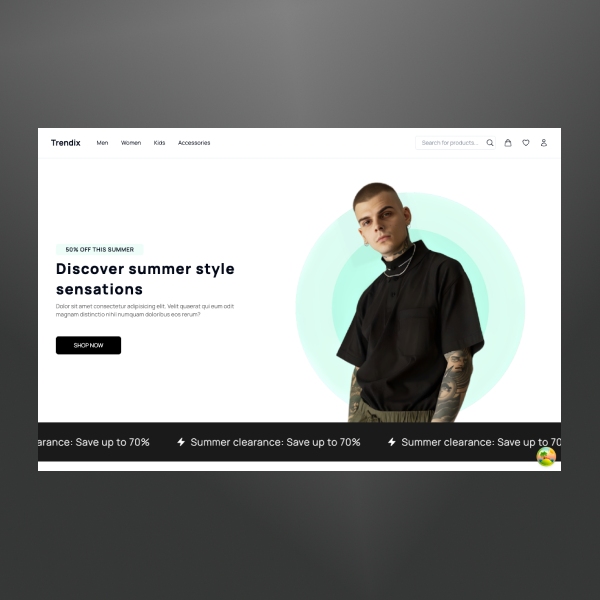 Trendix Men Women Kids Accessories Search for products...
50% OFF THIS SUMMER
Discover summer style
sensations
Dolor sit amet consectetur adipisicing elit. Velit quaerat qui eum odit
magnam distinctio nihil numquam doloribus eos rerum?
SHOP NOW
arance: Save up to 70% Summer clearance: Save up to 70% Summer clearance: Save up to 70